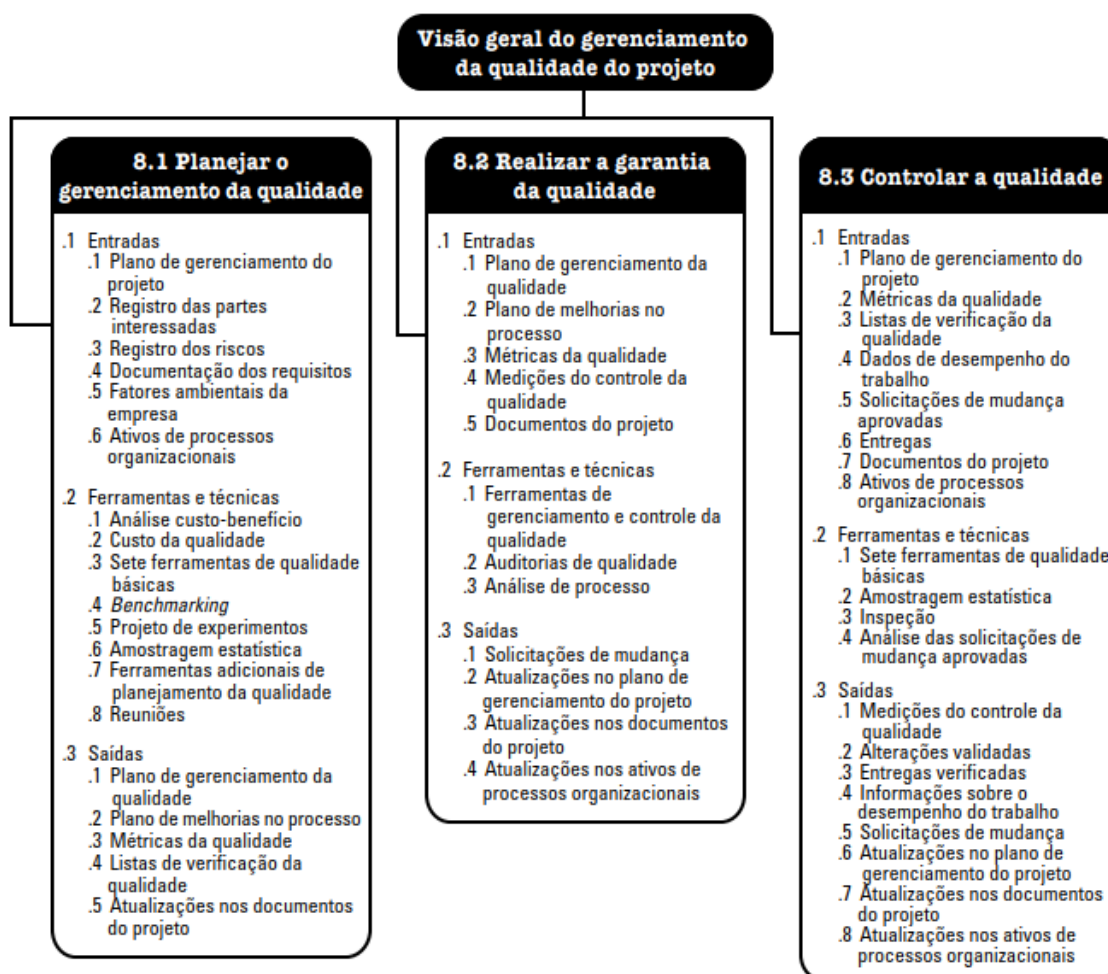 Visão geral do gerenciamento
da qualidade do projeto
8.1 Planejar o
gerenciamento da qualidade
.1 Entradas
.1 Plano de gerenciamento do
projeto
.2 Registro das partes
interessadas
.3 Registro dos riscos
.4 Documentação dos requisitos
.5 Fatores ambientais da
empresa
.6 Ativos de processos
organizacionais
.2 Ferramentas e técnicas
.1 Análise custo-benefício
.2 Custo da qualidade
.3 Sete ferramentas de qualidade
básicas
.4 Benchmarking
.5 Projeto de experimentos
.6 Amostragem estatística
.7 Ferramentas adicionais de
planejamento da qualidade
.8 Reuniões
.3 Saídas
.1 Plano de gerenciamento da
qualidade
.2 Plano de melhorias no processo
.3 Métricas da qualidade
.4 Listas de verificação da
qualidade
.5 Atualizações nos documentos
do projeto
8.2 Realizar a garantia
da qualidade
.1 Entradas
.1 Plano de gerenciamento da
qualidade
.2 Plano de melhorias no
processo
.3 Métricas da qualidade
.4 Medições do controle da
qualidade
.5 Documentos do projeto
.2 Ferramentas e técnicas
.1 Ferramentas de
gerenciamento e controle da
qualidade
.2 Auditorias de qualidade
.3 Análise de processo
.3 Saídas
.1 Solicitações de mudança
.2 Atualizações no plano de
gerenciamento do projeto
.3 Atualizações nos documentos
do projeto
.4 Atualizações nos ativos de
processos organizacionais
8.3 Controlar a qualidade
.1 Entradas
.1 Plano de gerenciamento do
projeto
.2 Métricas da qualidade
.3 Listas de verificação da
qualidade
.4 Dados de desempenho do
trabalho
.5 Solicitações de mudança
aprovadas
.6 Entregas
.7 Documentos do projeto
.8 Ativos de processos
organizacionais
.2 Ferramentas e técnicas
.1 Sete ferramentas de qualidade
básicas
.2 Amostragem estatística
.3 Inspeção
.4 Análise das solicitações de
mudança aprovadas
.3 Saídas
.1 Medições do controle da
qualidade
.2 Alterações validadas
.3 Entregas verificadas
.4 Informações sobre o
desempenho do trabalho
.5 Solicitações de mudança
.6 Atualizações no plano de
gerenciamento do projeto
.7 Atualizações nos documentos
do projeto
.8 Atualizações nos ativos de
processos organizacionais